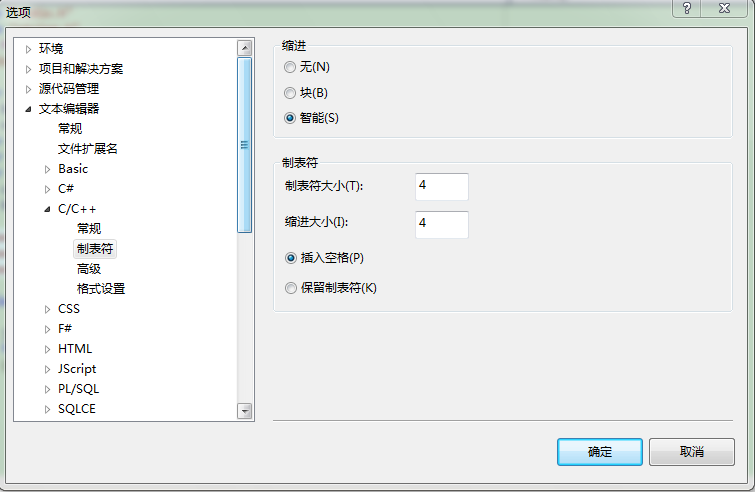 选项
环境
项目和解决方案
源代码管理
文本编辑器
常规
文件扩展名
Basic
C#
C/C++
常规
制表符
高级
格式设置
CSS
F#
HTML
JScript
PL/SQL
SQLCE
缩进
无(N)
块(B)
智能(S)
制表符
制表符大小(T): 4
缩进大小(I): 4
插入空格(P)
保留制表符(K)
确定 取消